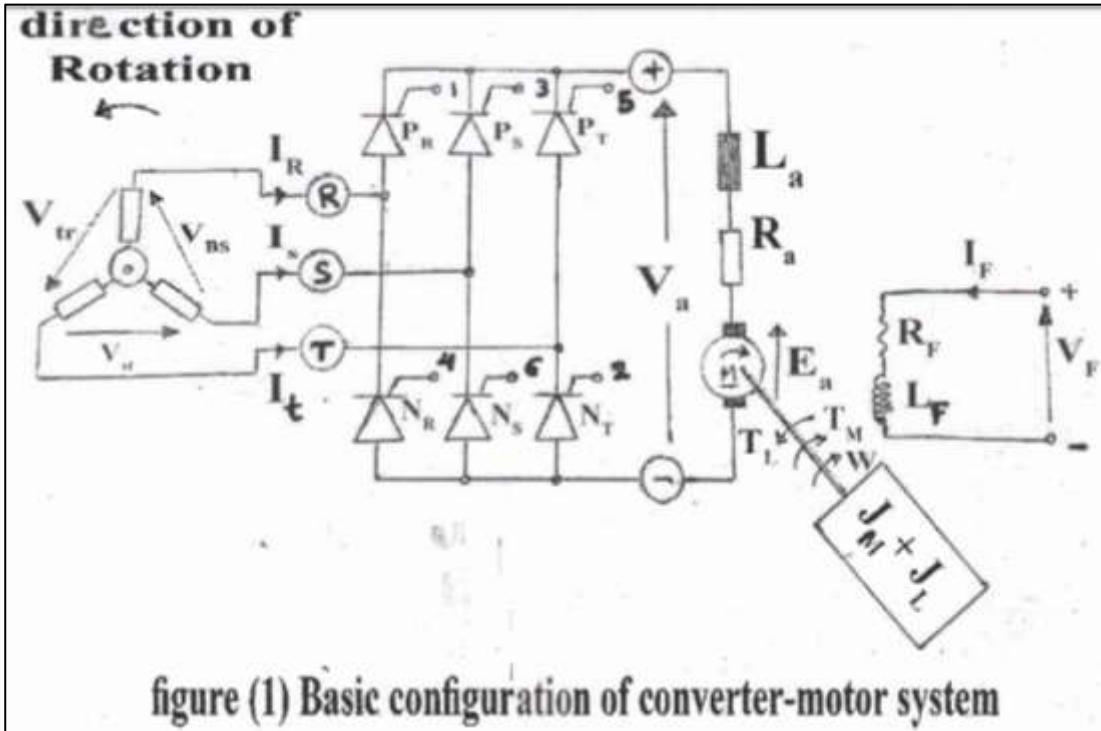 direction of
Rotation
1
3
5
P_R
P_S
P_T
+
I_R
R
L_a
V_tr
V_ns
I_s
S
R_a
V_a
I_F
+
T
I_t
4
6
2
E_a
R_F
V_F
M
L_F
N_R
N_S
N_T
T_L
T_M
W
-
-
J_M + J_L
figure (1) Basic configuration of converter-motor system